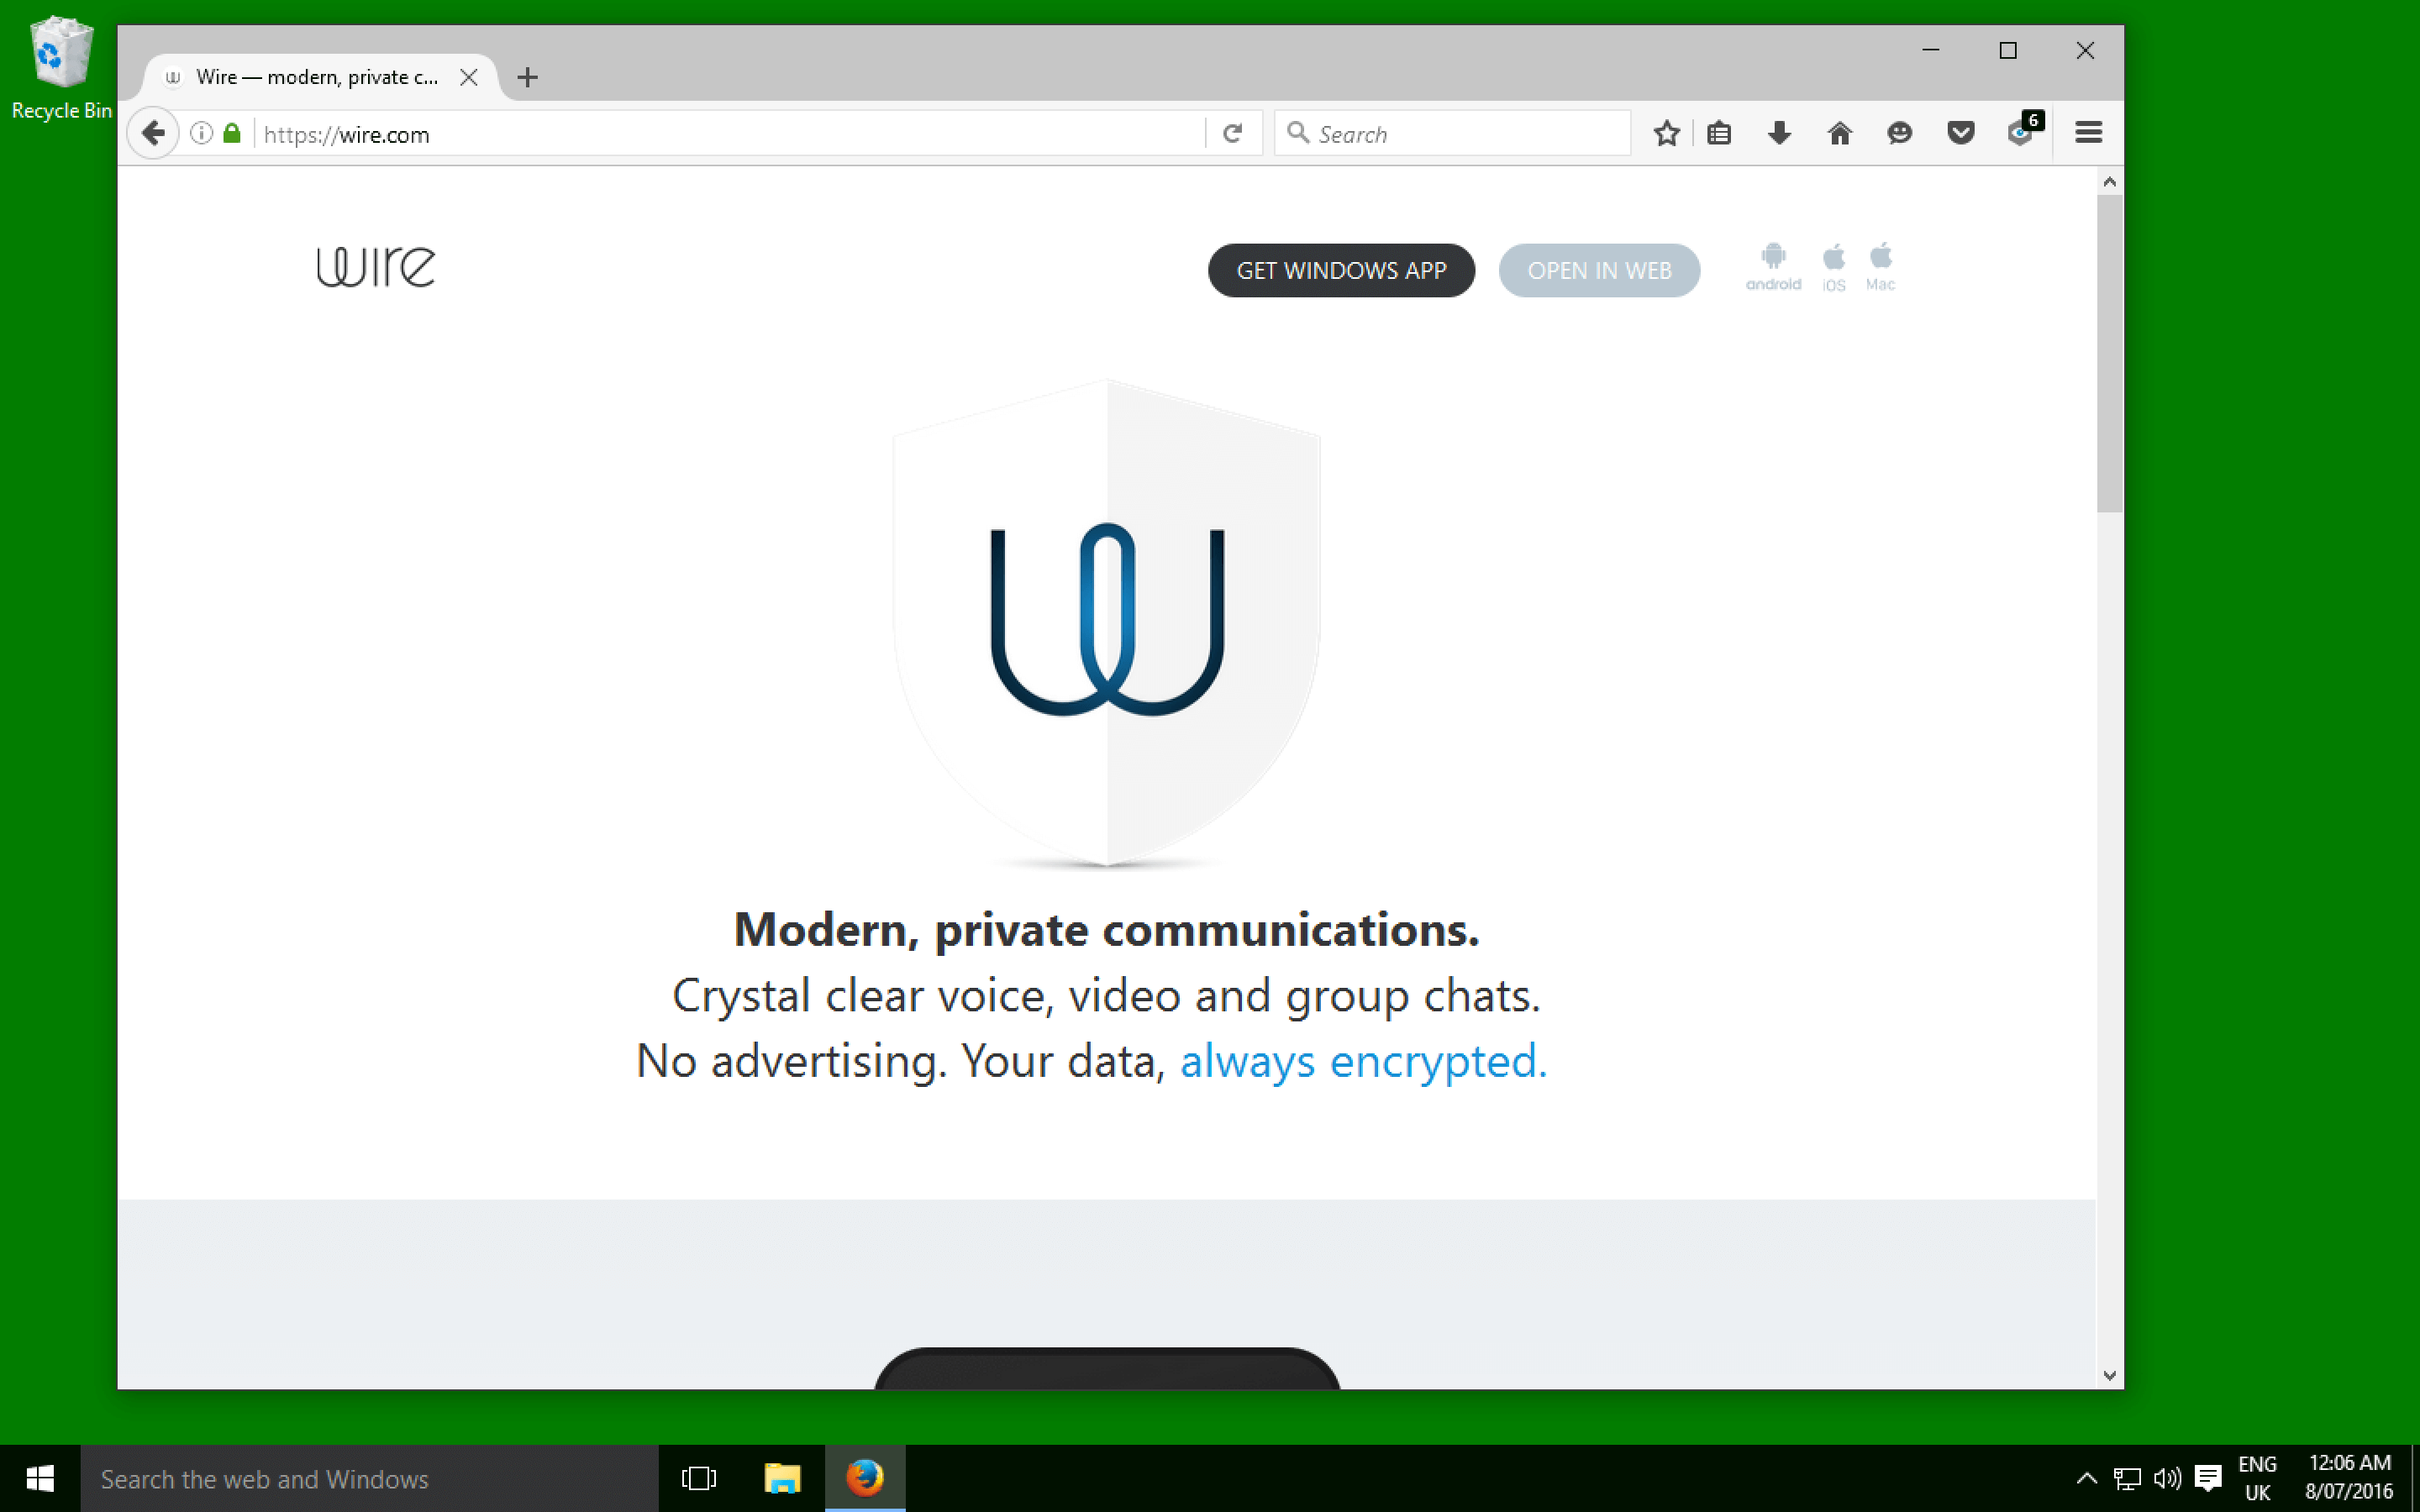 Recycle Bin
Wire — modern, private c...
https://wire.com
Search
6
wire
GET WINDOWS APP
OPEN IN WEB
android
iOS
Mac
Modern, private communications.
Crystal clear voice, video and group chats.
No advertising. Your data, always encrypted.
Search the web and Windows
ENG
UK
12:06 AM
8/07/2016